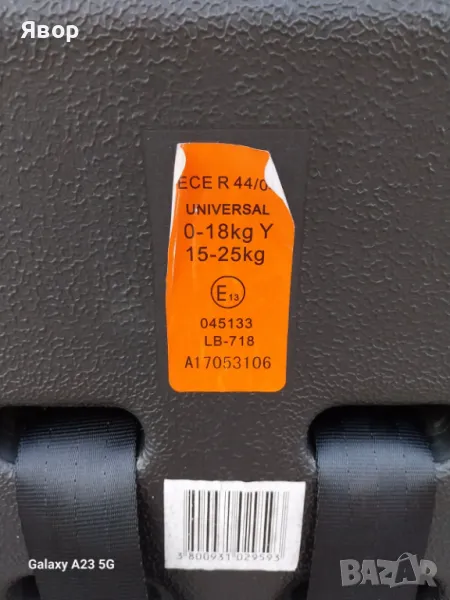 Явор
ECE R 44/0
UNIVERSAL
0-18kg Y
15-25kg
E13
045133
LB-718
A17053106
3 800931 029593
Galaxy A23 5G
BAZAR